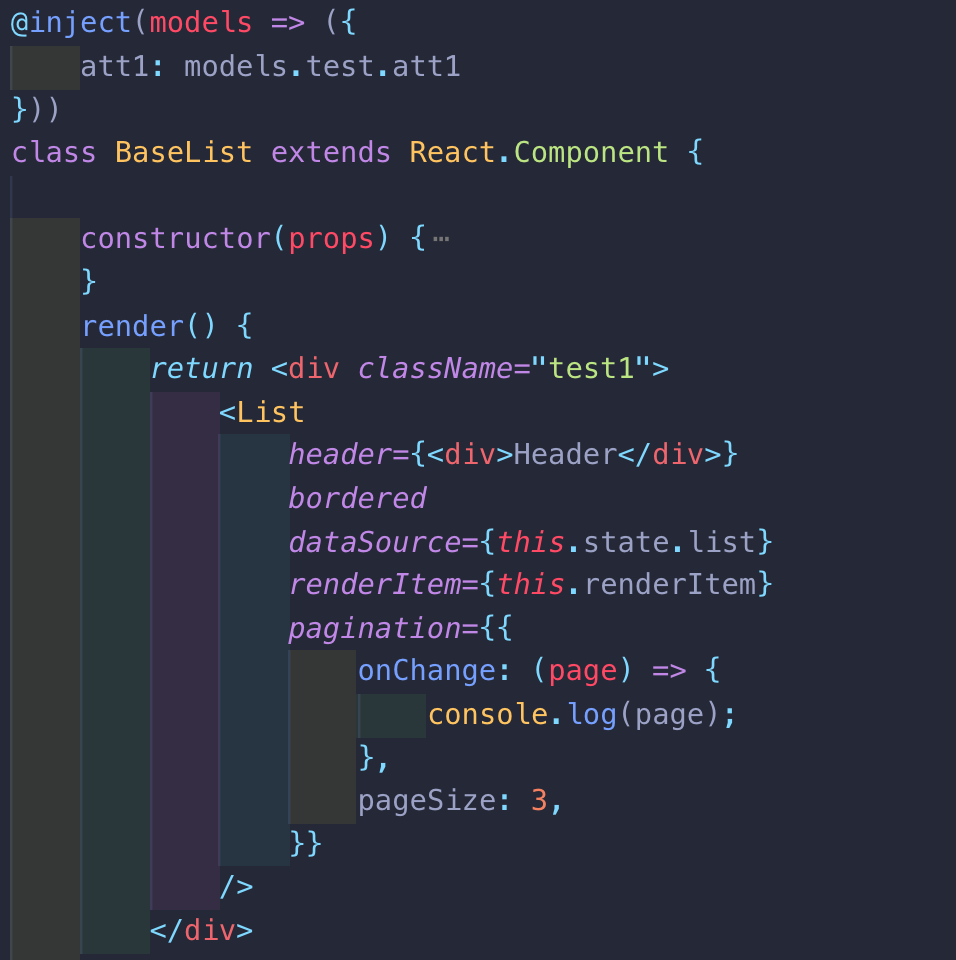 @inject(models => ({
    att1: models.test.att1
}))
class BaseList extends React.Component {

    constructor(props) {⋯
    }
    render() {
        return <div className="test1">
            <List
                header={<div>Header</div>}
                bordered
                dataSource={this.state.list}
                renderItem={this.renderItem}
                pagination={{
                    onChange: (page) => {
                        console.log(page);
                    },
                    pageSize: 3,
                }}
            />
        </div>